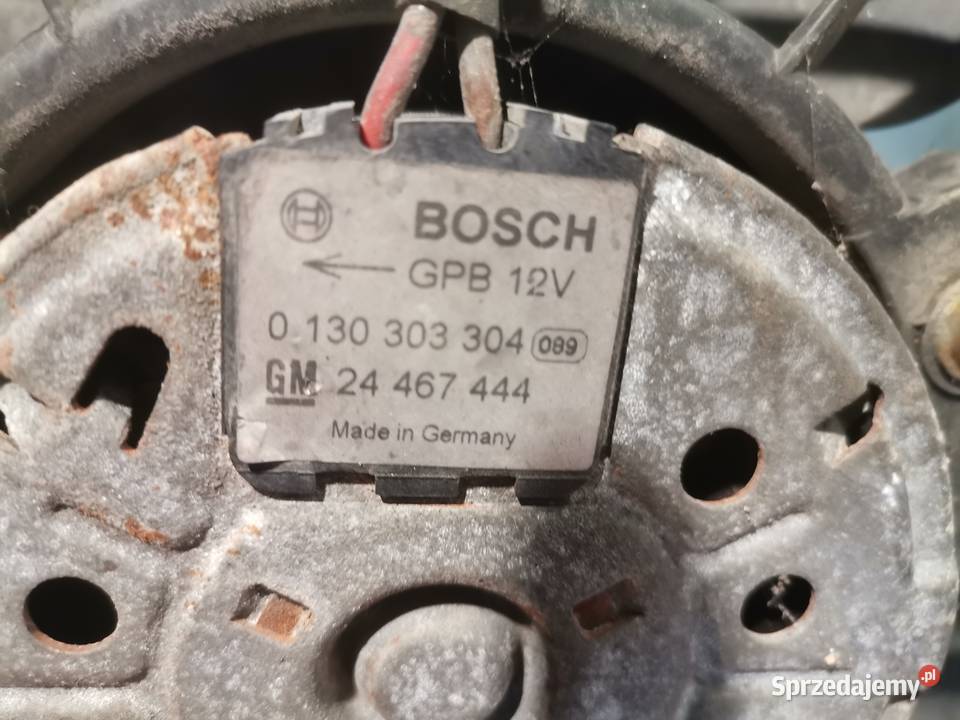 BOSCH
GPB 12V
0 130 303 304 089
GM 24 467 444
Made in Germany
Sprzedajemy.pl